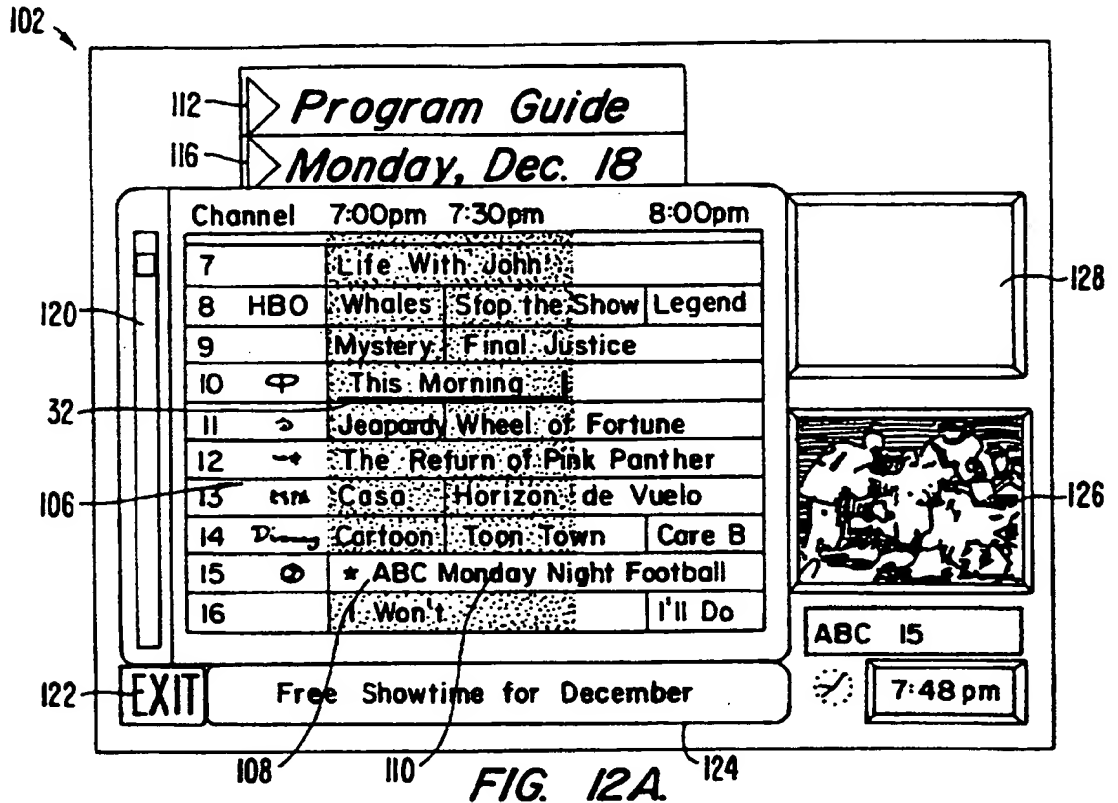 102
112
Program Guide
116
Monday, Dec. 18
Channel 7:00pm 7:30pm 8:00pm
7 Life With John
8 HBO Whales Stop the Show Legend
128
120
9 Mystery Final Justice
10 This Morning
32
11 Jeopardy Wheel of Fortune
12 The Return of Pink Panther
106
13 Casa Horizon de Vuelo
126
14 Disney Cartoon Toon Town Care B
15 * ABC Monday Night Football
16 I Won't I'll Do
ABC 15
122
EXIT
Free Showtime for December
7:48 pm
108
110
124
FIG. 12A.